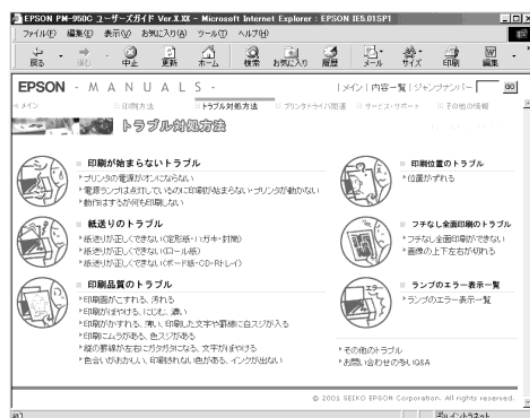 EPSON PM-950C ユーザーズガイド Ver.X.XX - Microsoft Internet Explorer : EPSON IE5.01SP1
ファイル(F) 編集(E) 表示(V) お気に入り(A) ツール(T) ヘルプ(H)
戻る 進む 中止 更新 ホーム 検索 お気に入り 履歴 メール サイズ 印刷 編集
EPSON - MANUALS - | メイン | 内容一覧 | ジャンプナンバー GO
メイン 印刷方法 トラブル対処方法 プリンタドライバ関連 サービス・サポート その他の情報
トラブル対処方法
印刷が始まらないトラブル
プリンタの電源がオンにならない
電源ランプは点灯しているのに印刷が始まらない・プリンタが動かない
動作はするが何も印刷しない
印刷位置のトラブル
位置がずれる
紙送りのトラブル
紙送りが正しくできない(定形紙・ハガキ・封筒)
紙送りが正しくできない(ロール紙)
紙送りが正しくできない(ボード紙・CD-Rトレイ)
フチなし全面印刷のトラブル
フチなし全面印刷ができない
画像の上下左右が切れる
印刷品質のトラブル
印刷面がこすれる、汚れる
印刷がぼやける、にじむ、濃い
印刷がかすれる、薄い、印刷した文字や罫線に白スジが入る
印刷にムラがある、色スジがある
縦の罫線が左右にガタガタになる、文字がぼやける
色合いがおかしい、印刷されない色がある、インクが出ない
エラー
ランプのエラー表示一覧
ランプのエラー表示一覧
その他のトラブル
お問い合わせの多いQ&A
© 2001 SEIKO EPSON Corporation. All rights reserved.
イントラネット